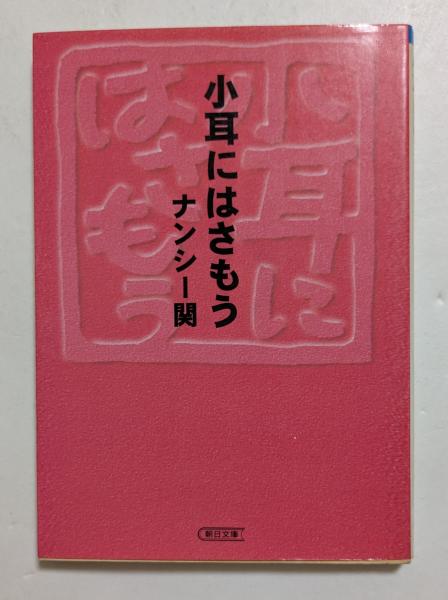 小耳に
はさ
もう
小耳にはさもう
ナンシー関
朝日文庫